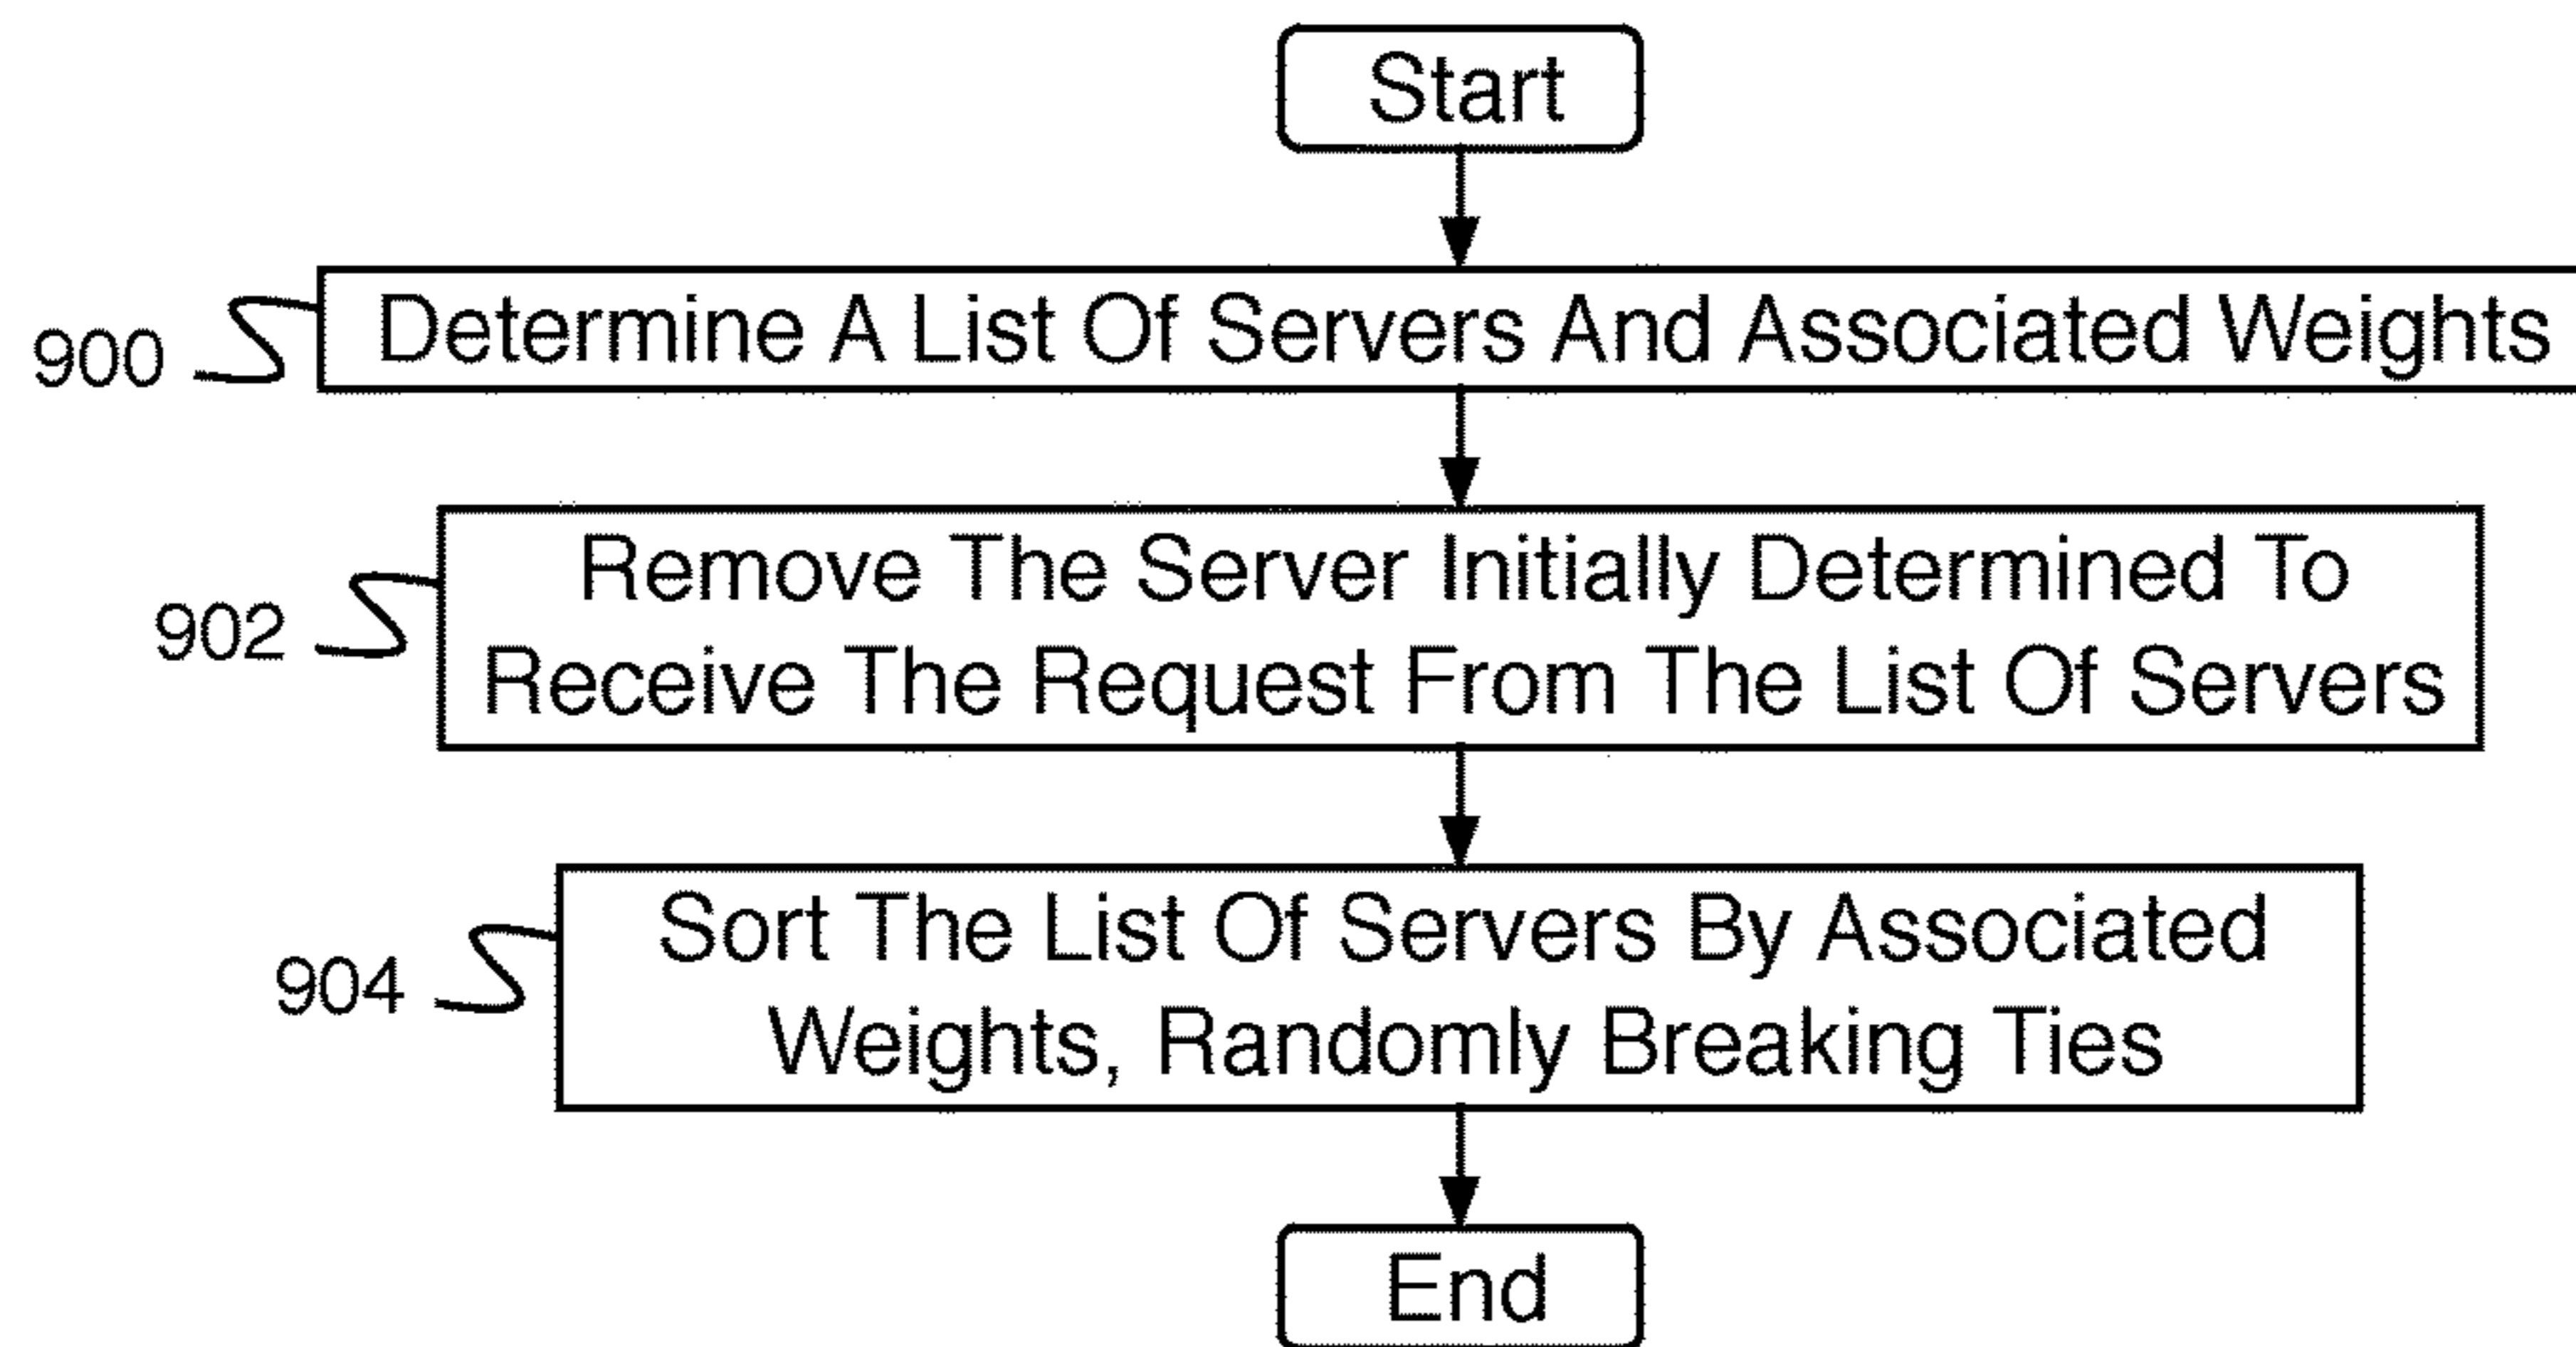 Start
900
Determine A List Of Servers And Associated Weights
902
Remove The Server Initially Determined To
Receive The Request From The List Of Servers
904
Sort The List Of Servers By Associated
Weights, Randomly Breaking Ties
End